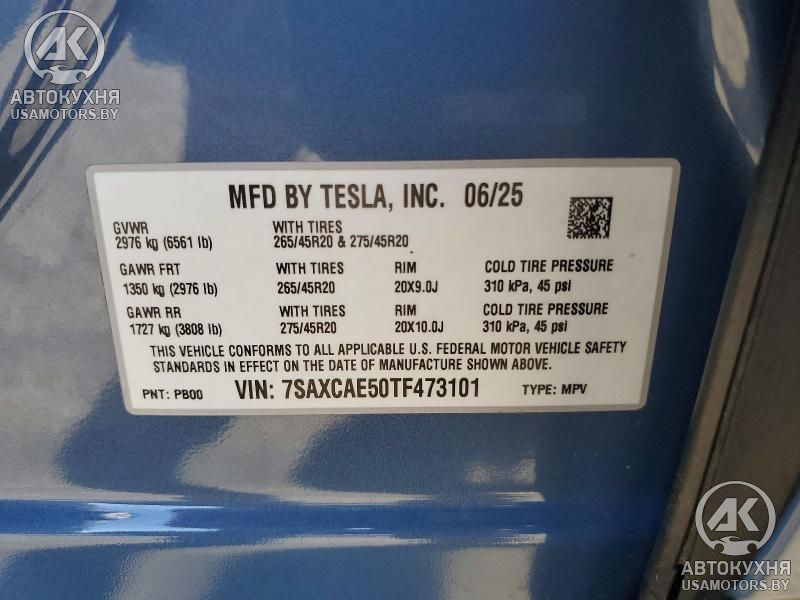 AK
АВТОКУХНЯ
USAMOTORS.BY
MFD BY TESLA, INC. 06/25
GVWR WITH TIRES
2976 kg (6561 lb) 265/45R20 & 275/45R20
GAWR FRT WITH TIRES RIM COLD TIRE PRESSURE
1350 kg (2976 lb) 265/45R20 20X9.0J 310 kPa, 45 psi
GAWR RR WITH TIRES RIM COLD TIRE PRESSURE
1727 kg (3808 lb) 275/45R20 20X10.0J 310 kPa, 45 psi
THIS VEHICLE CONFORMS TO ALL APPLICABLE U.S. FEDERAL MOTOR VEHICLE SAFETY
STANDARDS IN EFFECT ON THE DATE OF MANUFACTURE SHOWN ABOVE.
PNT: PB00 VIN: 7SAXCAE50TF473101 TYPE: MPV
AK
АВТОКУХНЯ
USAMOTORS.BY